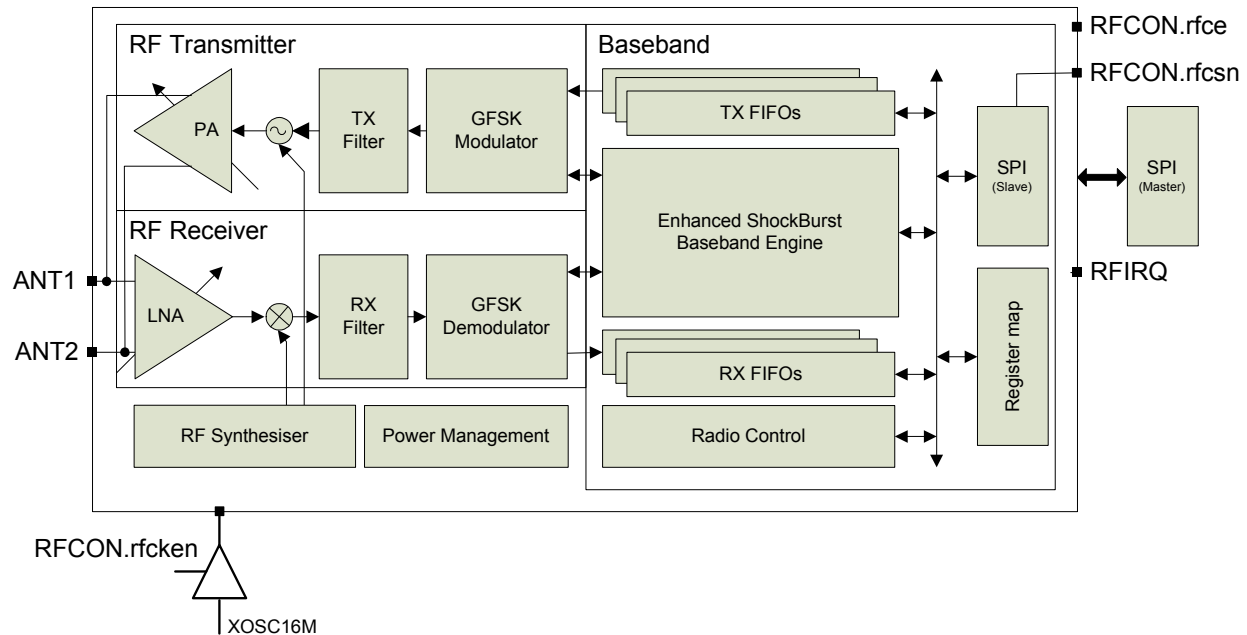 RF Transmitter
Baseband
RFCON.rfce
RFCON.rfcsn
PA
TX
Filter
GFSK
Modulator
TX FIFOs
SPI
(Slave)
SPI
(Master)
Enhanced ShockBurst
Baseband Engine
RF Receiver
ANT1
ANT2
LNA
RX
Filter
GFSK
Demodulator
RFIRQ
RX FIFOs
Register map
RF Synthesiser
Power Management
Radio Control
RFCON.rfcken
XOSC16M